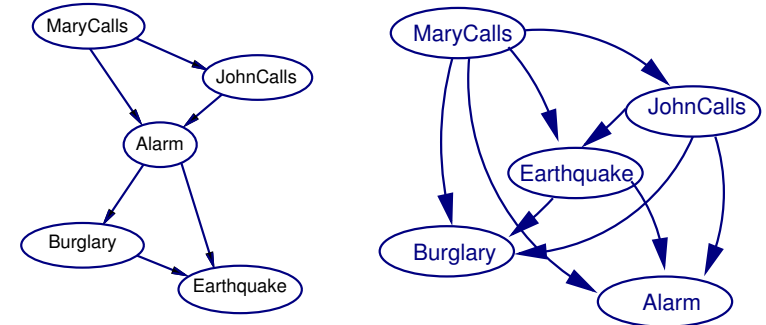 MaryCalls
JohnCalls
Alarm
Burglary
Earthquake
MaryCalls
JohnCalls
Earthquake
Burglary
Alarm